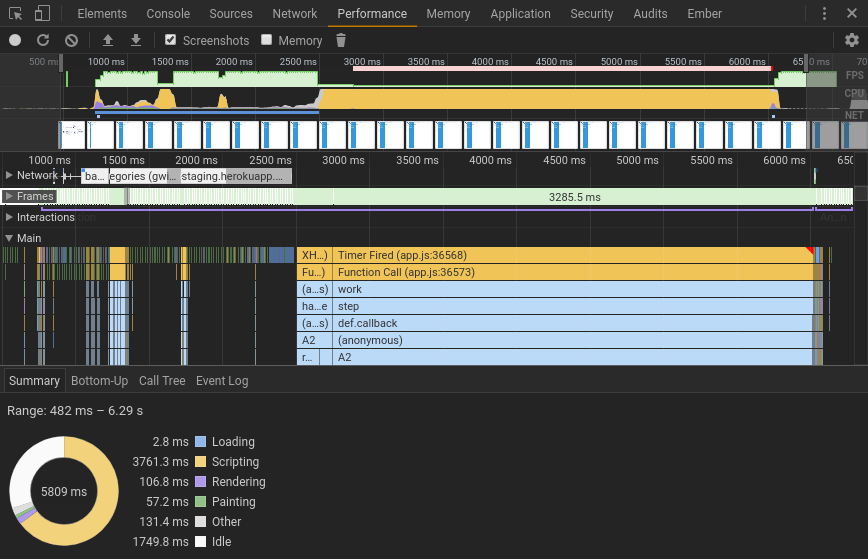 Elements Console Sources Network Performance Memory Application Security Audits Ember
Screenshots Memory
500 ms 1000 ms 1500 ms 2000 ms 2500 ms 3000 ms 3500 ms 4000 ms 4500 ms 5000 ms 5500 ms 6000 ms
FPS
CPU
NET
1000 ms 1500 ms 2000 ms 2500 ms 3000 ms 3500 ms 4000 ms 4500 ms 5000 ms 5500 ms 6000 ms
Network ba... egories (gwi... staging.herokuapp....
Frames 3285.5 ms
Interactions
Main
XH...) Timer Fired (app.js:36568)
Fu...) Function Call (app.js:36573)
(a...s) work
ha...e step
(a...s) def.callback
A2 (anonymous)
r... A2
Summary Bottom-Up Call Tree Event Log
Range: 482 ms – 6.29 s
5809 ms
2.8 ms Loading
3761.3 ms Scripting
106.8 ms Rendering
57.2 ms Painting
131.4 ms Other
1749.8 ms Idle